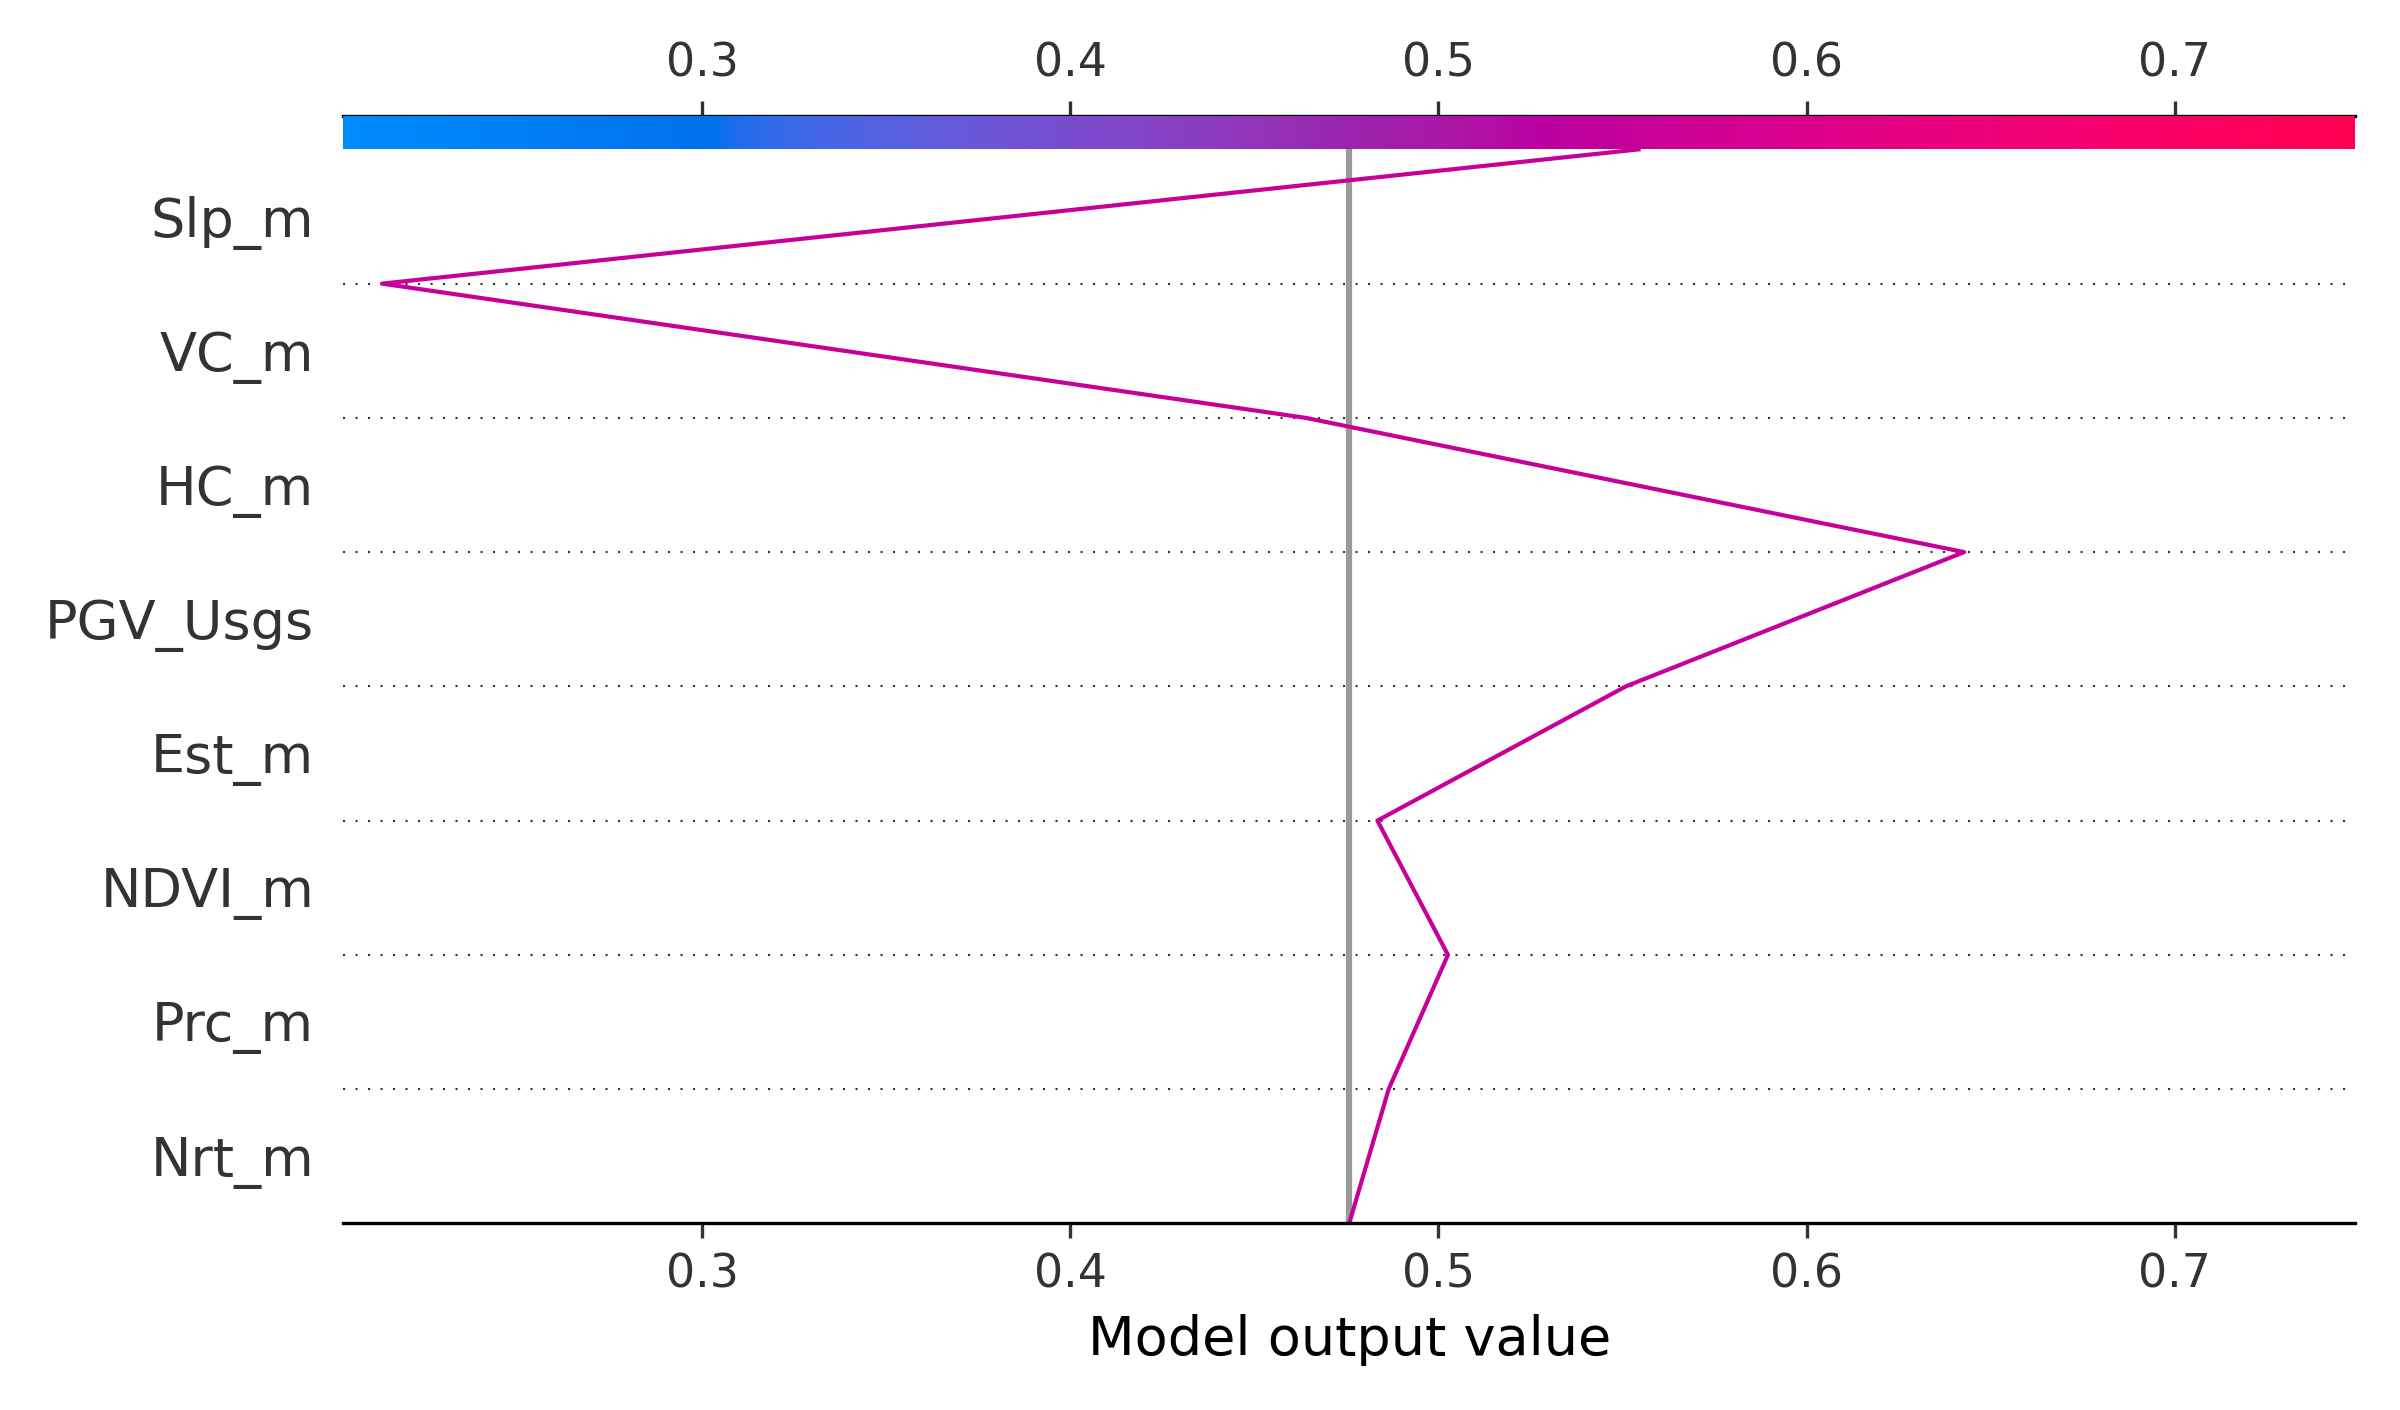 0.3 0.4 0.5 0.6 0.7
Slp_m
VC_m
HC_m
PGV_Usgs
Est_m
NDVI_m
Prc_m
Nrt_m
0.3 0.4 0.5 0.6 0.7
Model output value